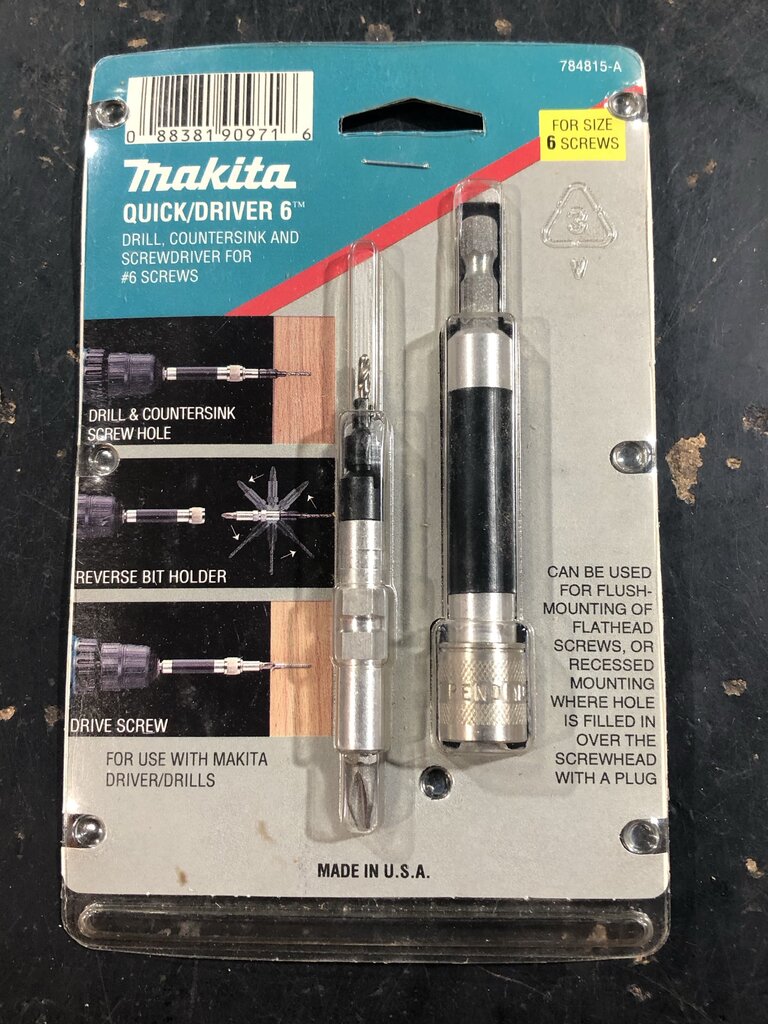 784815-A
0 88381 90971 6
FOR SIZE
6 SCREWS
makita
QUICK/DRIVER 6™
DRILL, COUNTERSINK AND
SCREWDRIVER FOR
#6 SCREWS
3
V
DRILL & COUNTERSINK
SCREW HOLE
REVERSE BIT HOLDER
DRIVE SCREW
FOR USE WITH MAKITA
DRIVER/DRILLS
CAN BE USED
FOR FLUSH-
MOUNTING OF
FLATHEAD
SCREWS, OR
RECESSED
MOUNTING
WHERE HOLE
IS FILLED IN
OVER THE
SCREWHEAD
WITH A PLUG
MADE IN U.S.A.